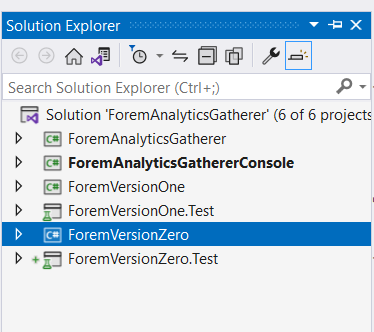 Solution Explorer
Search Solution Explorer (Ctrl+;)
Solution 'ForemAnalyticsGatherer' (6 of 6 projects
C# ForemAnalyticsGatherer
C# ForemAnalyticsGathererConsole
C# ForemVersionOne
ForemVersionOne.Test
C# ForemVersionZero
+ ForemVersionZero.Test